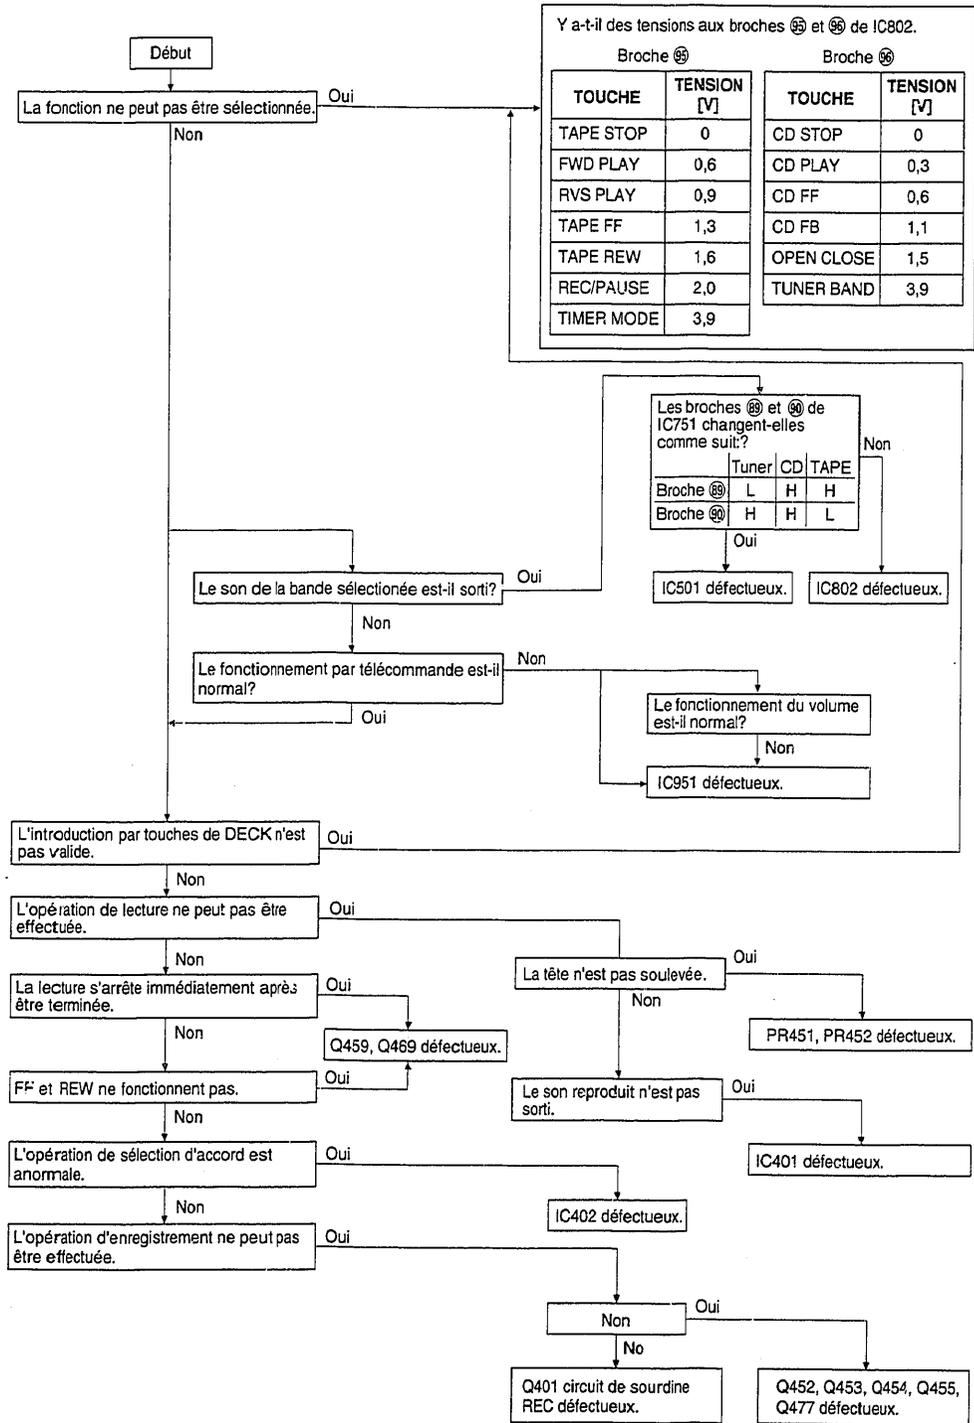 Y a-t-il des tensions aux broches ⑨⑤ et ⑨⑥ de IC802.
Broche ⑨⑤
Broche ⑨⑥
TOUCHE TENSION [V]
TAPE STOP 0
FWD PLAY 0,6
RVS PLAY 0,9
TAPE FF 1,3
TAPE REW 1,6
REC/PAUSE 2,0
TIMER MODE 3,9
TOUCHE TENSION [V]
CD STOP 0
CD PLAY 0,3
CD FF 0,6
CD FB 1,1
OPEN CLOSE 1,5
TUNER BAND 3,9
Début
La fonction ne peut pas être sélectionnée.
Oui
Non
Les broches ⑧⑨ et ⑨⓪ de
IC751 changent-elles
comme suit:?
Tuner CD TAPE
Broche ⑧⑨ L H H
Broche ⑨⓪ H H L
Non
Oui
IC501 défectueux.
IC802 défectueux.
Le son de la bande sélectionée est-il sorti?
Oui
Non
Le fonctionnement par télécommande est-il
normal?
Non
Oui
Le fonctionnement du volume
est-il normal?
Non
IC951 défectueux.
L'introduction par touches de DECK n'est
pas valide.
Oui
Non
L'opération de lecture ne peut pas être
effectuée.
Oui
Non
La tête n'est pas soulevée.
Oui
Non
PR451, PR452 défectueux.
La lecture s'arrête immédiatement après
être terminée.
Oui
Non
Q459, Q469 défectueux.
FF et REW ne fonctionnent pas.
Oui
Non
Le son reproduit n'est pas
sorti.
Oui
IC401 défectueux.
L'opération de sélection d'accord est
anormale.
Oui
Non
IC402 défectueux.
L'opération d'enregistrement ne peut pas
être effectuée.
Oui
Non
Oui
No
Q401 circuit de sourdine
REC défectueux.
Q452, Q453, Q454, Q455,
Q477 défectueux.